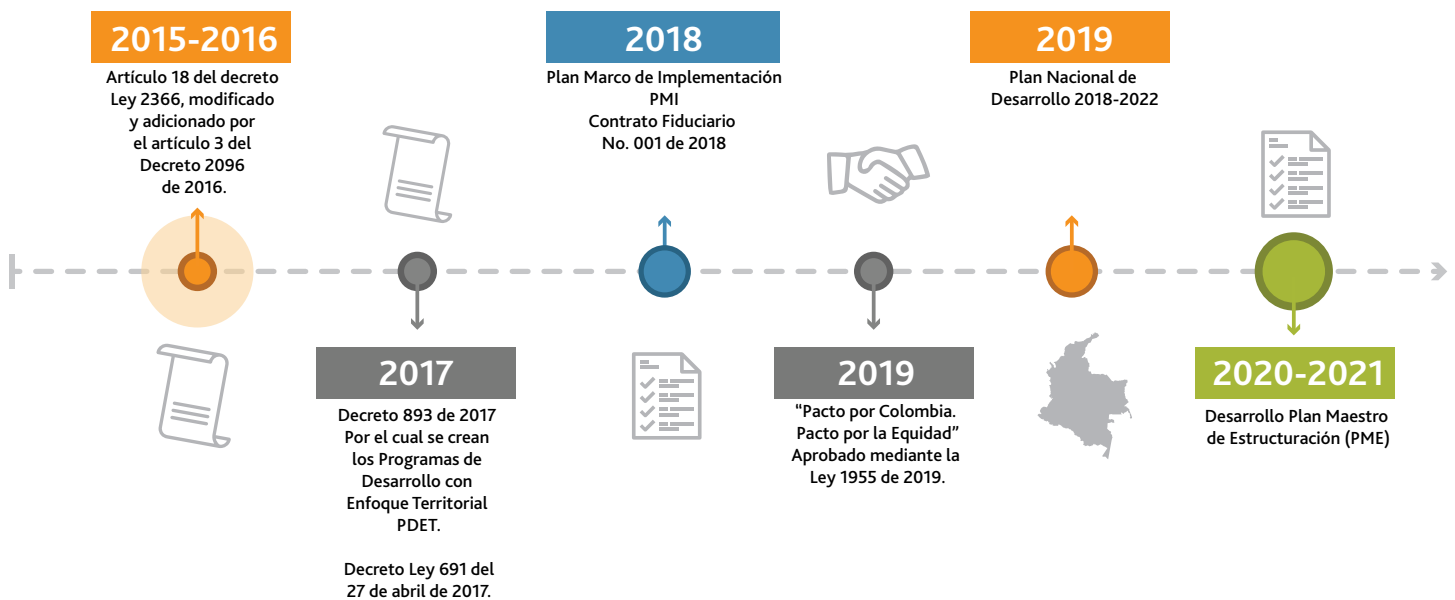 2015-2016
Artículo 18 del decreto
Ley 2366, modificado
y adicionado por
el artículo 3 del
Decreto 2096
de 2016.
2017
Decreto 893 de 2017
Por el cual se crean
los Programas de
Desarrollo con
Enfoque Territorial
PDET.
Decreto Ley 691 del
27 de abril de 2017.
2018
Plan Marco de Implementación
PMI
Contrato Fiduciario
No. 001 de 2018
2019
“Pacto por Colombia.
Pacto por la Equidad”
Aprobado mediante la
Ley 1955 de 2019.
2019
Plan Nacional de
Desarrollo 2018-2022
2020-2021
Desarrollo Plan Maestro
de Estructuración (PME)